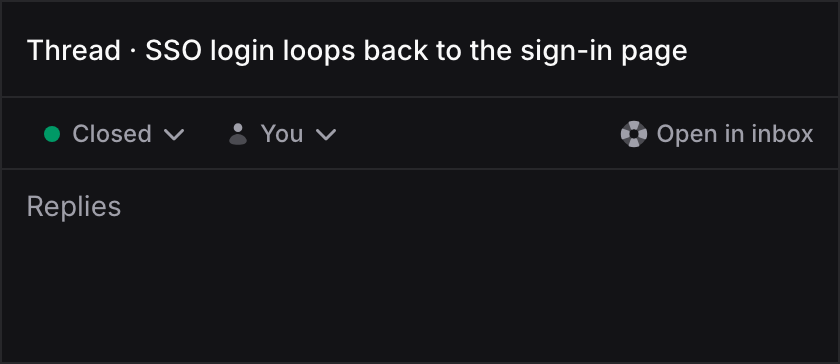 Thread · SSO login loops back to the sign-in page
Closed You Open in inbox
Replies